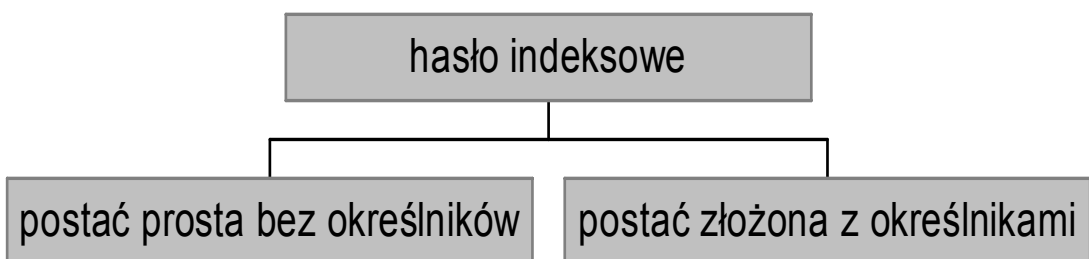 hasło indeksowe
postać prosta bez określników
postać złożona z określnikami